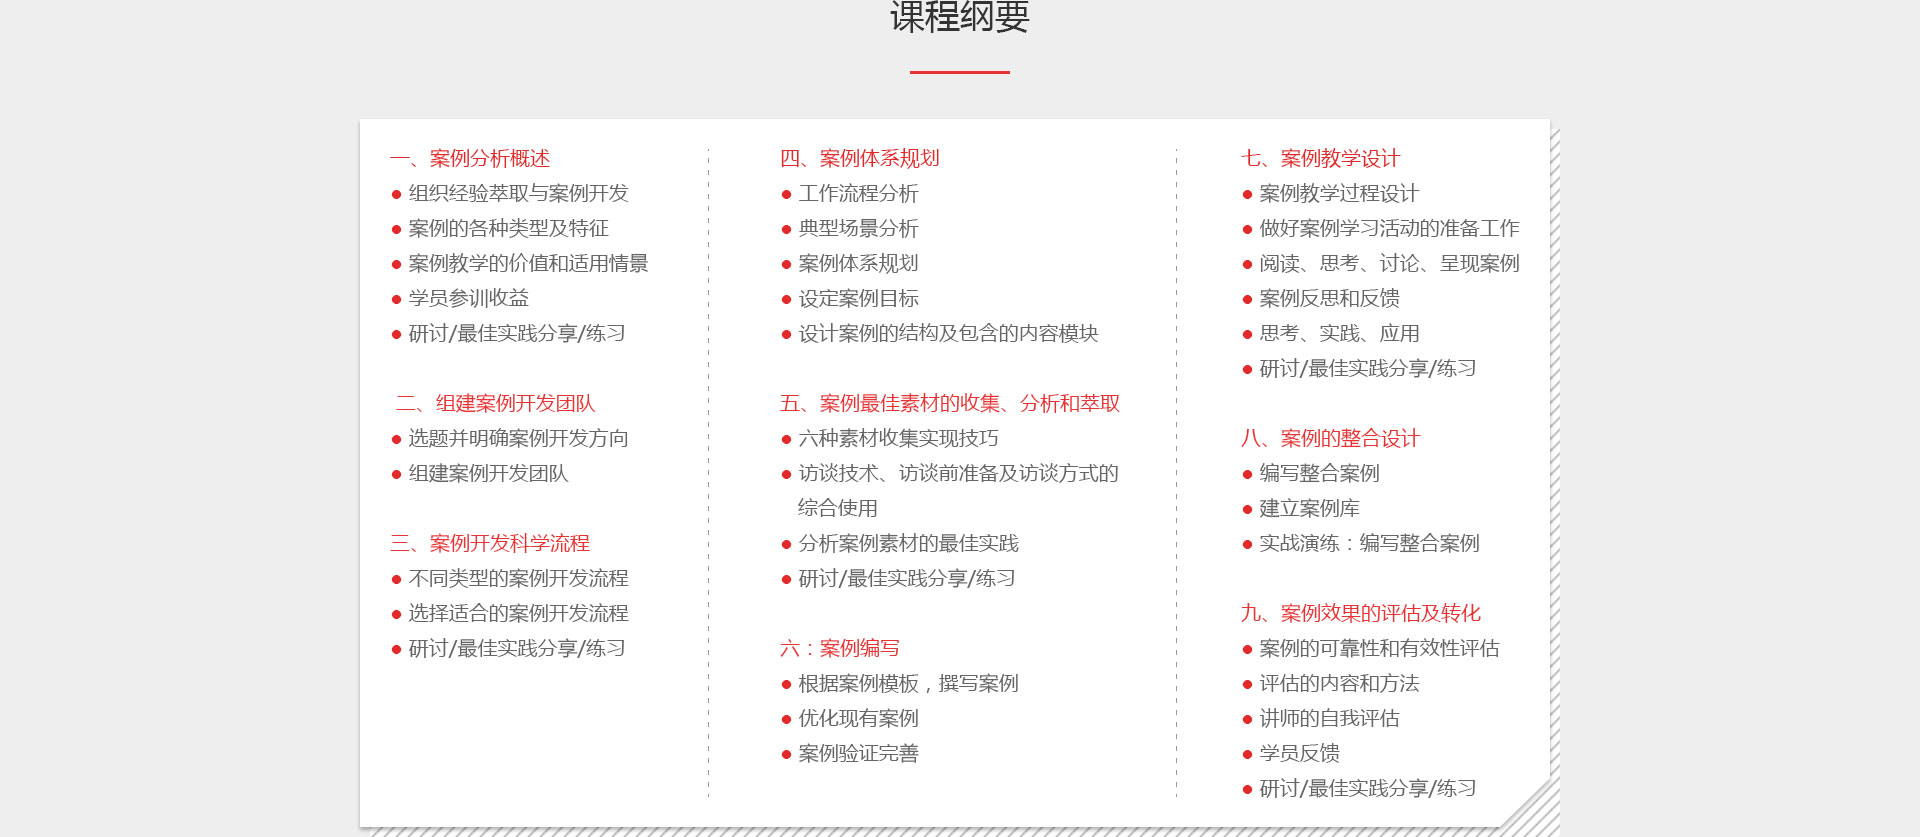 课程纲要
一、案例分析概述
● 组织经验萃取与案例开发
● 案例的各种类型及特征
● 案例教学的价值和适用情景
● 学员参训收益
● 研讨/最佳实践分享/练习
二、组建案例开发团队
● 选题并明确案例开发方向
● 组建案例开发团队
三、案例开发科学流程
● 不同类型的案例开发流程
● 选择适合的案例开发流程
● 研讨/最佳实践分享/练习
四、案例体系规划
● 工作流程分析
● 典型场景分析
● 案例体系规划
● 设定案例目标
● 设计案例的结构及包含的内容模块
五、案例最佳素材的收集、分析和萃取
● 六种素材收集实现技巧
● 访谈技术、访谈前准备及访谈方式的
综合使用
● 分析案例素材的最佳实践
● 研讨/最佳实践分享/练习
六：案例编写
● 根据案例模板，撰写案例
● 优化现有案例
● 案例验证完善
七、案例教学设计
● 案例教学过程设计
● 做好案例学习活动的准备工作
● 阅读、思考、讨论、呈现案例
● 案例反思和反馈
● 思考、实践、应用
● 研讨/最佳实践分享/练习
八、案例的整合设计
● 编写整合案例
● 建立案例库
● 实战演练：编写整合案例
九、案例效果的评估及转化
● 案例的可靠性和有效性评估
● 评估的内容和方法
● 讲师的自我评估
● 学员反馈
● 研讨/最佳实践分享/练习